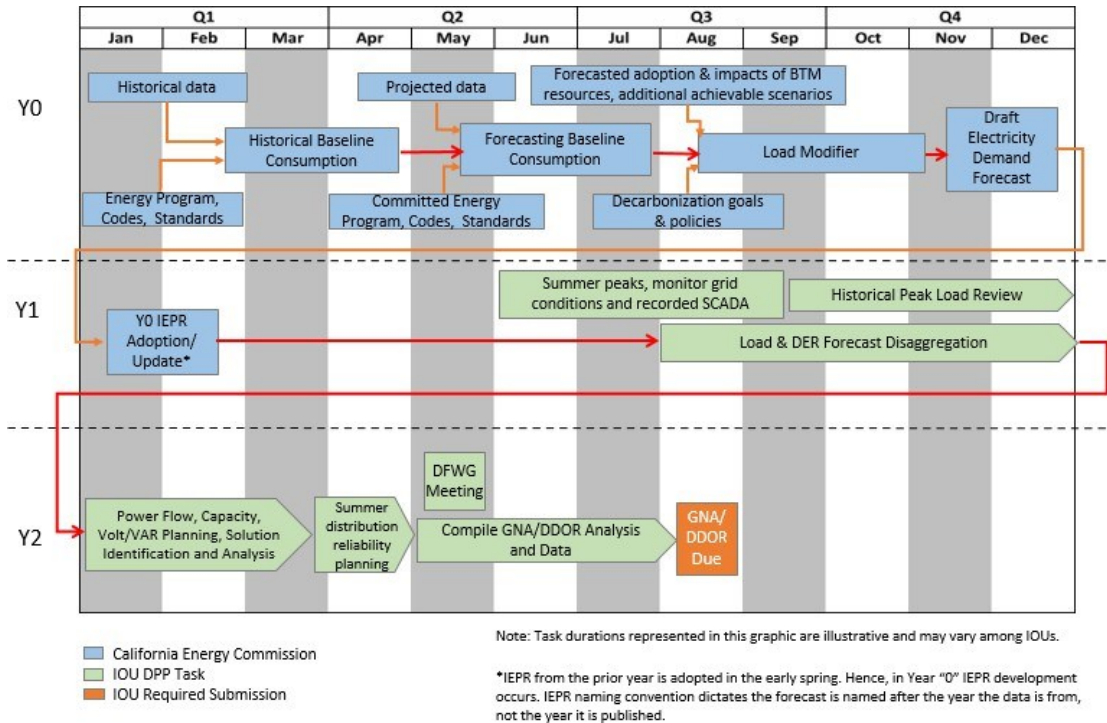 Q1 Q2 Q3 Q4
Jan Feb Mar Apr May Jun Jul Aug Sep Oct Nov Dec
Y0
Historical data
Historical Baseline
Consumption
Energy Program,
Codes, Standards
Projected data
Forecasting Baseline
Consumption
Committed Energy
Program, Codes, Standards
Forecasted adoption & impacts of BTM
resources, additional achievable scenarios
Load Modifier
Decarbonization goals
& policies
Draft
Electricity
Demand
Forecast
Y1
Y0 IEPR
Adoption/
Update*
Summer peaks, monitor grid
conditions and recorded SCADA
Historical Peak Load Review
Load & DER Forecast Disaggregation
Y2
Power Flow, Capacity,
Volt/VAR Planning, Solution
Identification and Analysis
Summer
distribution
reliability
planning
DFWG
Meeting
Compile GNA/DDOR Analysis
and Data
GNA/
DDOR
Due
California Energy Commission
IOU DPP Task
IOU Required Submission
Note: Task durations represented in this graphic are illustrative and may vary among IOUs.
*IEPR from the prior year is adopted in the early spring. Hence, in Year "0" IEPR development
occurs. IEPR naming convention dictates the forecast is named after the year the data is from,
not the year it is published.